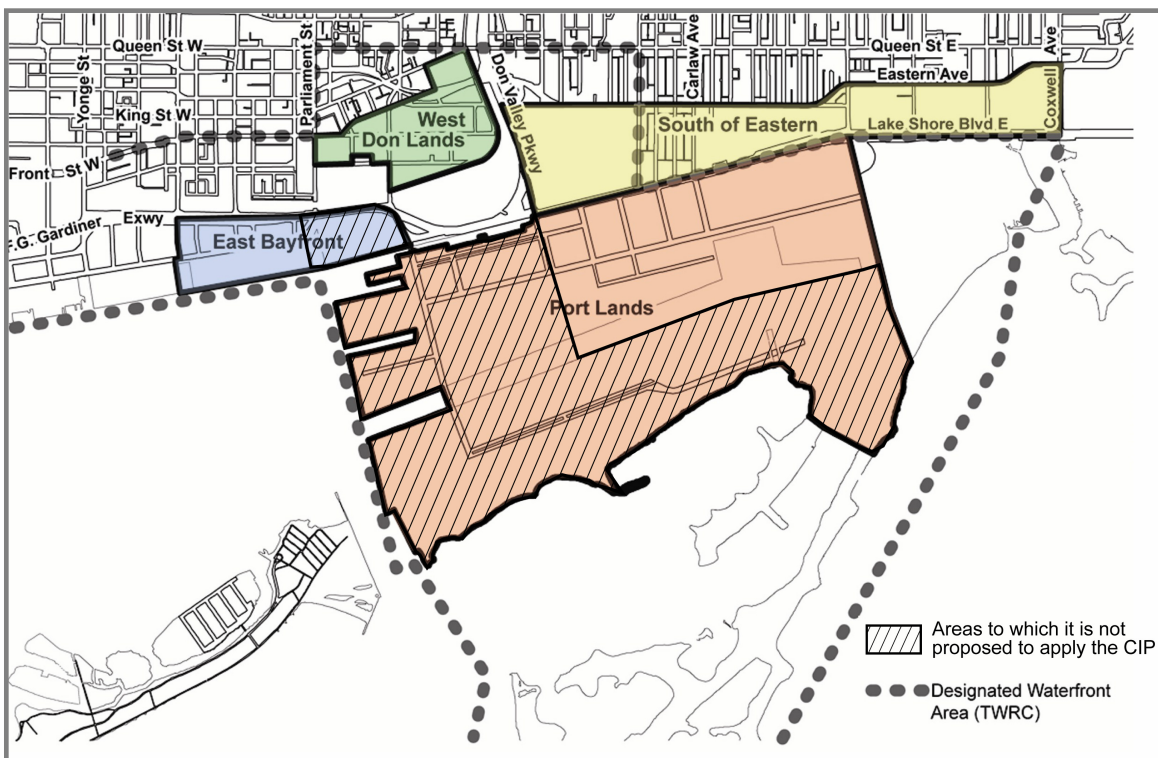 Queen St W
Yonge St
King St W
Parliament St
Front St W
F.G. Gardiner Exwy
East Bayfront
West
Don Lands
Don Valley Pkwy
Carlaw Ave
Queen St E
Eastern Ave
Coxwell Ave
South of Eastern
Lake Shore Blvd E
Port Lands
Areas to which it is not
proposed to apply the CIP
Designated Waterfront
Area (TWRC)